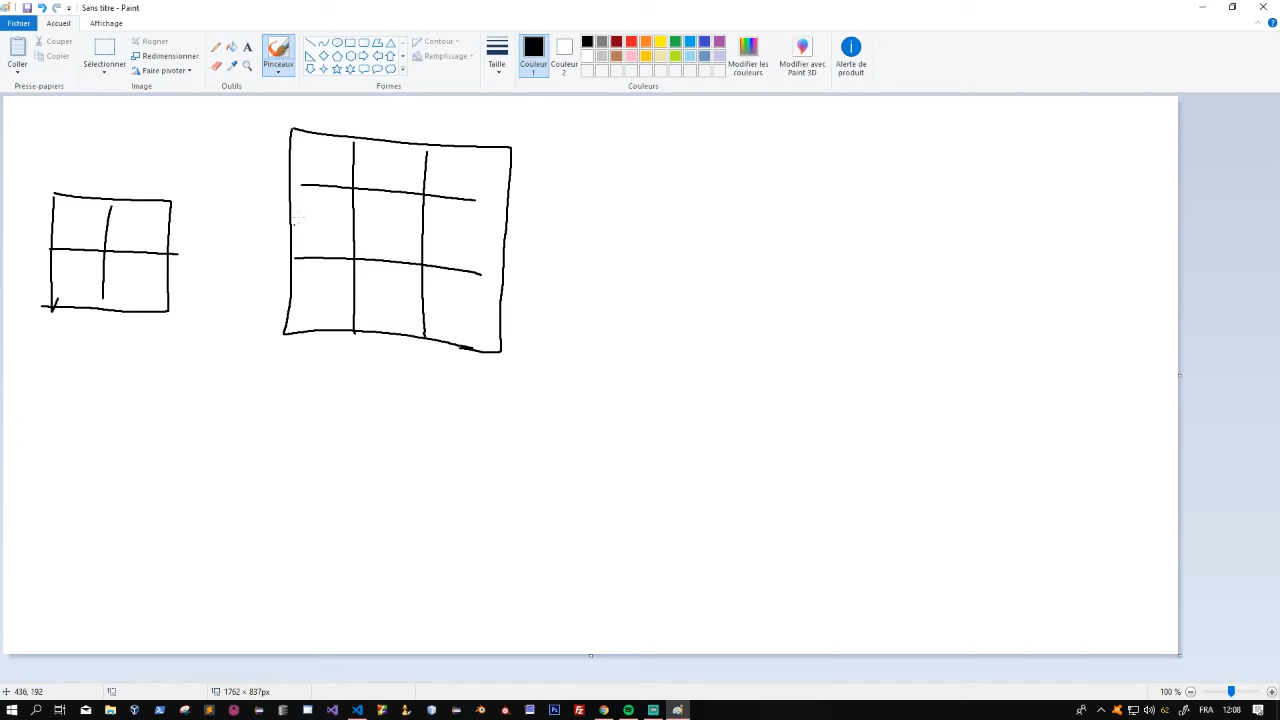 Sans titre - Paint
Fichier Accueil Affichage
Coller
Couper
Copier
Presse-papiers
Sélectionner
Rogner
Redimensionner
Faire pivoter
Image
A
Outils
Pinceaux
Contour
Remplissage
Formes
Taille
Couleur 1
Couleur 2
Modifier les couleurs
Couleurs
Modifier avec Paint 3D
Alerte de produit
436, 192
1762 × 837px
100 %
FRA
12:08